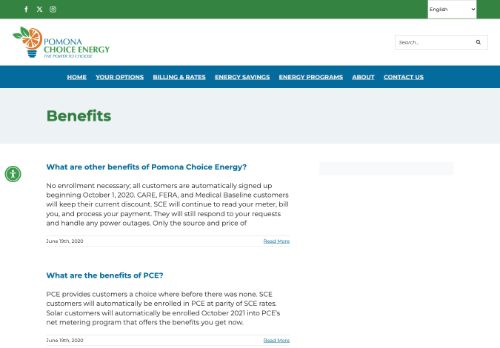 English
POMONA
CHOICE ENERGY
THE POWER TO CHOOSE
Search...
HOME YOUR OPTIONS BILLING & RATES ENERGY SAVINGS ENERGY PROGRAMS ABOUT CONTACT US
Benefits
What are other benefits of Pomona Choice Energy?
No enrollment necessary; all customers are automatically signed up
beginning October 1, 2020. CARE, FERA, and Medical Baseline customers
will keep their current discount. SCE will continue to read your meter, bill
you, and process your payment. They will still respond to your requests
and handle any power outages. Only the source and price of
June 19th, 2020 Read More
What are the benefits of PCE?
PCE provides customers a choice where before there was none. SCE
customers will automatically be enrolled in PCE at parity of SCE rates.
Solar customers will automatically be enrolled October 2021 into PCE's
net metering program that offers the benefits you get now.
June 19th, 2020 Read More